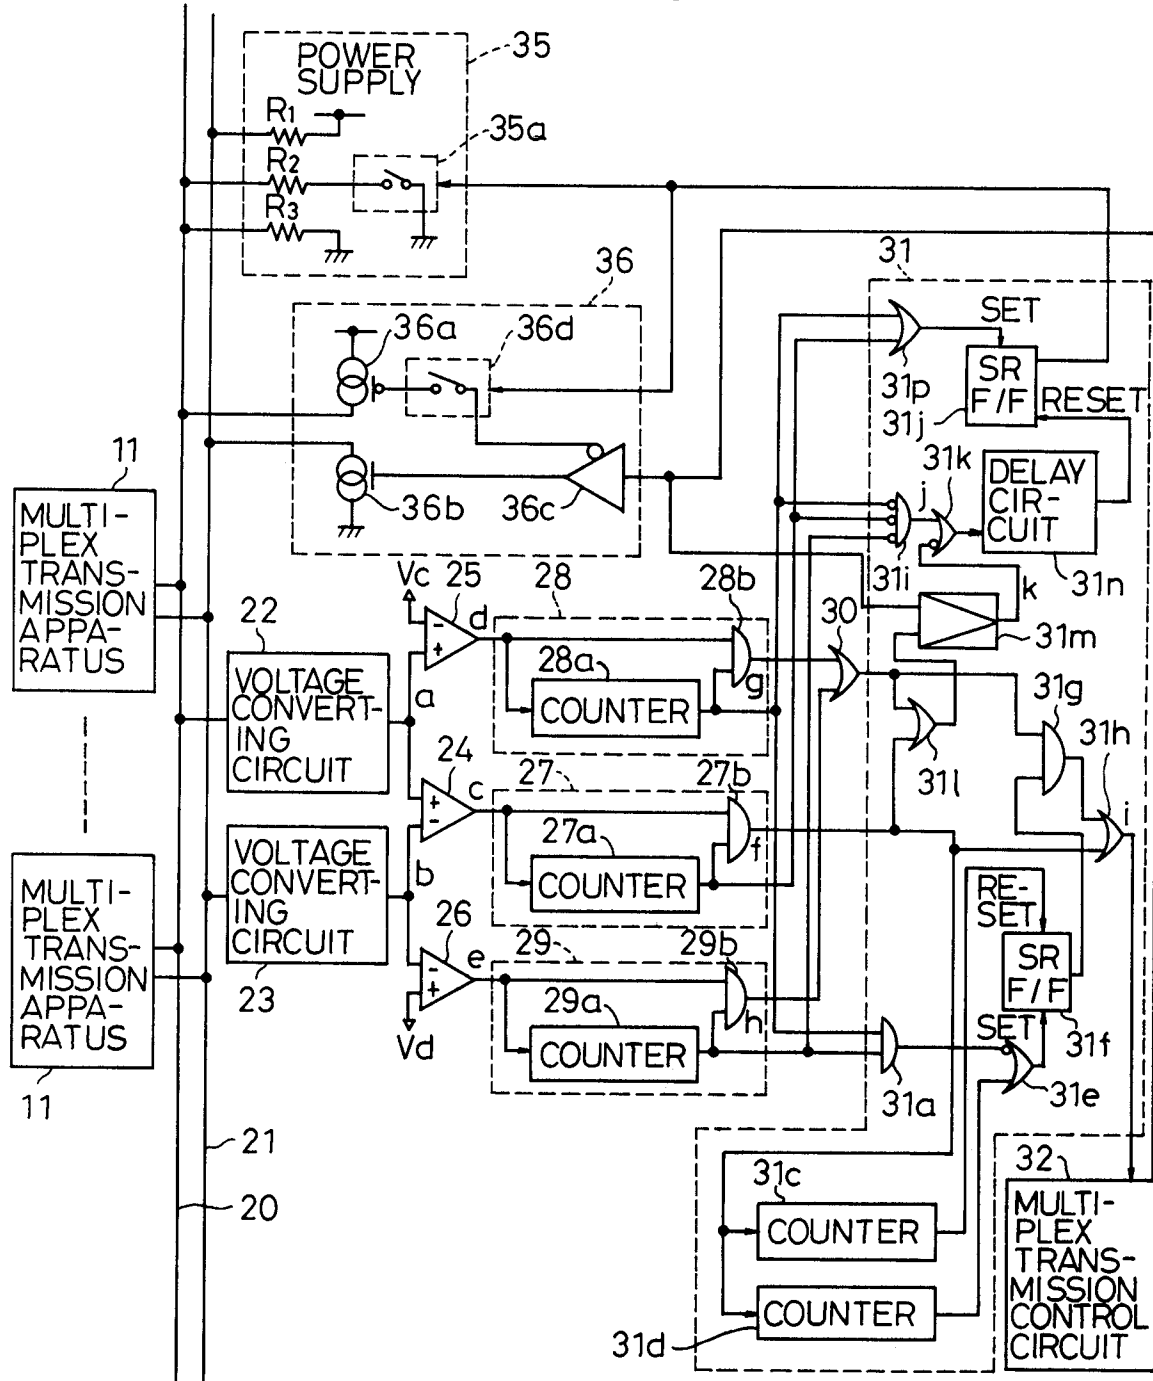 POWER
SUPPLY
35
R1
35a
R2
R3
36
31
36a
36d
SET
31p
SR
F/F
31j
RESET
11
MULTI-
PLEX
TRANS-
MISSION
APPA-
RATUS
36b
36c
31k
j
DELAY
CIR-
CUIT
31i
31n
k
31m
Vc
25
28
28b
30
22
VOLTAGE
CONVERT-
ING
CIRCUIT
d
28a
COUNTER
g
a
31g
31h
31l
24
27
27b
c
i
27a
COUNTER
f
VOLTAGE
CONVERT-
ING
CIRCUIT
23
b
RE-
SET
26
29
29b
e
SR
F/F
29a
COUNTER
h
Vd
SET
31f
31a
31e
MULTI-
PLEX
TRANS-
MISSION
APPA-
RATUS
11
21
20
31c
COUNTER
COUNTER
31d
32
MULTI-
PLEX
TRANS-
MISSION
CONTROL
CIRCUIT